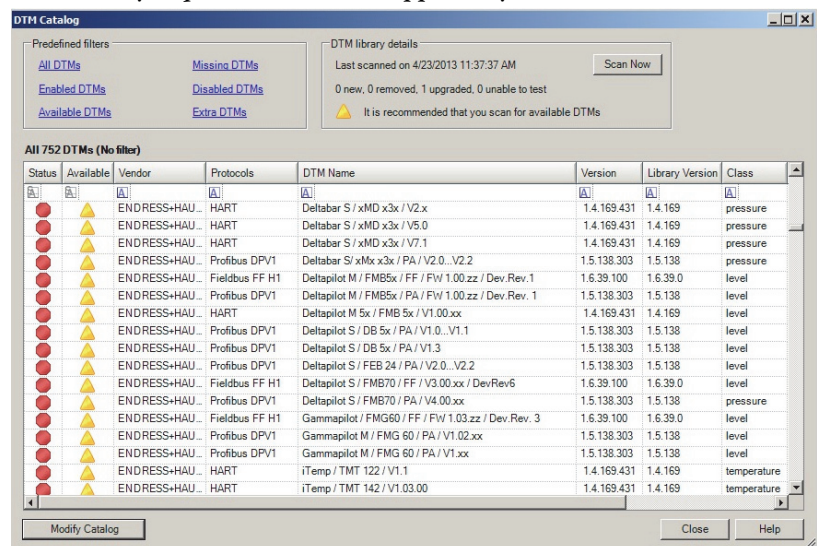 DTM Catalog
Predefined filters
All DTMs
Missing DTMs
Enabled DTMs
Disabled DTMs
Available DTMs
Extra DTMs
DTM library details
Last scanned on 4/23/2013 11:37:37 AM
Scan Now
0 new, 0 removed, 1 upgraded, 0 unable to test
It is recommended that you scan for available DTMs
All 752 DTMs (No filter)
Status Available Vendor Protocols DTM Name Version Library Version Class
ENDRESS+HAU... HART Deltabar S / xMD x3x / V2.x 1.4.169.431 1.4.169 pressure
ENDRESS+HAU... HART Deltabar S / xMD x3x / V5.0 1.4.169.431 1.4.169 pressure
ENDRESS+HAU... HART Deltabar S / xMD x3x / V7.1 1.4.169.431 1.4.169 pressure
ENDRESS+HAU... Profibus DPV1 Deltabar S/ xMx x3x / PA / V2.0...V2.2 1.5.138.303 1.5.138 pressure
ENDRESS+HAU... Fieldbus FF H1 Deltapilot M / FMB5x / FF / FW 1.00.zz / Dev.Rev.1 1.6.39.100 1.6.39.0 level
ENDRESS+HAU... Profibus DPV1 Deltapilot M / FMB5x / PA / FW 1.00.zz / Dev.Rev. 1 1.5.138.303 1.5.138 level
ENDRESS+HAU... HART Deltapilot M 5x / FMB 5x / V1.00.xx 1.4.169.431 1.4.169 level
ENDRESS+HAU... Profibus DPV1 Deltapilot S / DB 5x / PA / V1.0...V1.1 1.5.138.303 1.5.138 level
ENDRESS+HAU... Profibus DPV1 Deltapilot S / DB 5x / PA / V1.3 1.5.138.303 1.5.138 level
ENDRESS+HAU... Profibus DPV1 Deltapilot S / FEB 24 / PA / V2.0...V2.2 1.5.138.303 1.5.138 level
ENDRESS+HAU... Fieldbus FF H1 Deltapilot S / FMB70 / FF / V3.00.xx / DevRev6 1.6.39.100 1.6.39.0 level
ENDRESS+HAU... Profibus DPV1 Deltapilot S / FMB70 / PA / V4.00.xx 1.5.138.303 1.5.138 pressure
ENDRESS+HAU... Fieldbus FF H1 Gammapilot / FMG60 / FF / FW 1.03.zz / Dev.Rev. 3 1.6.39.100 1.6.39.0 level
ENDRESS+HAU... Profibus DPV1 Gammapilot M / FMG 60 / PA / V1.02.xx 1.5.138.303 1.5.138 level
ENDRESS+HAU... Profibus DPV1 Gammapilot M / FMG 60 / PA / V1.xx 1.5.138.303 1.5.138 level
ENDRESS+HAU... HART iTemp / TMT 122 / V1.1 1.4.169.431 1.4.169 temperature
ENDRESS+HAU... HART iTemp / TMT 142 / V1.03.00 1.4.169.431 1.4.169 temperature
Modify Catalog
Close
Help